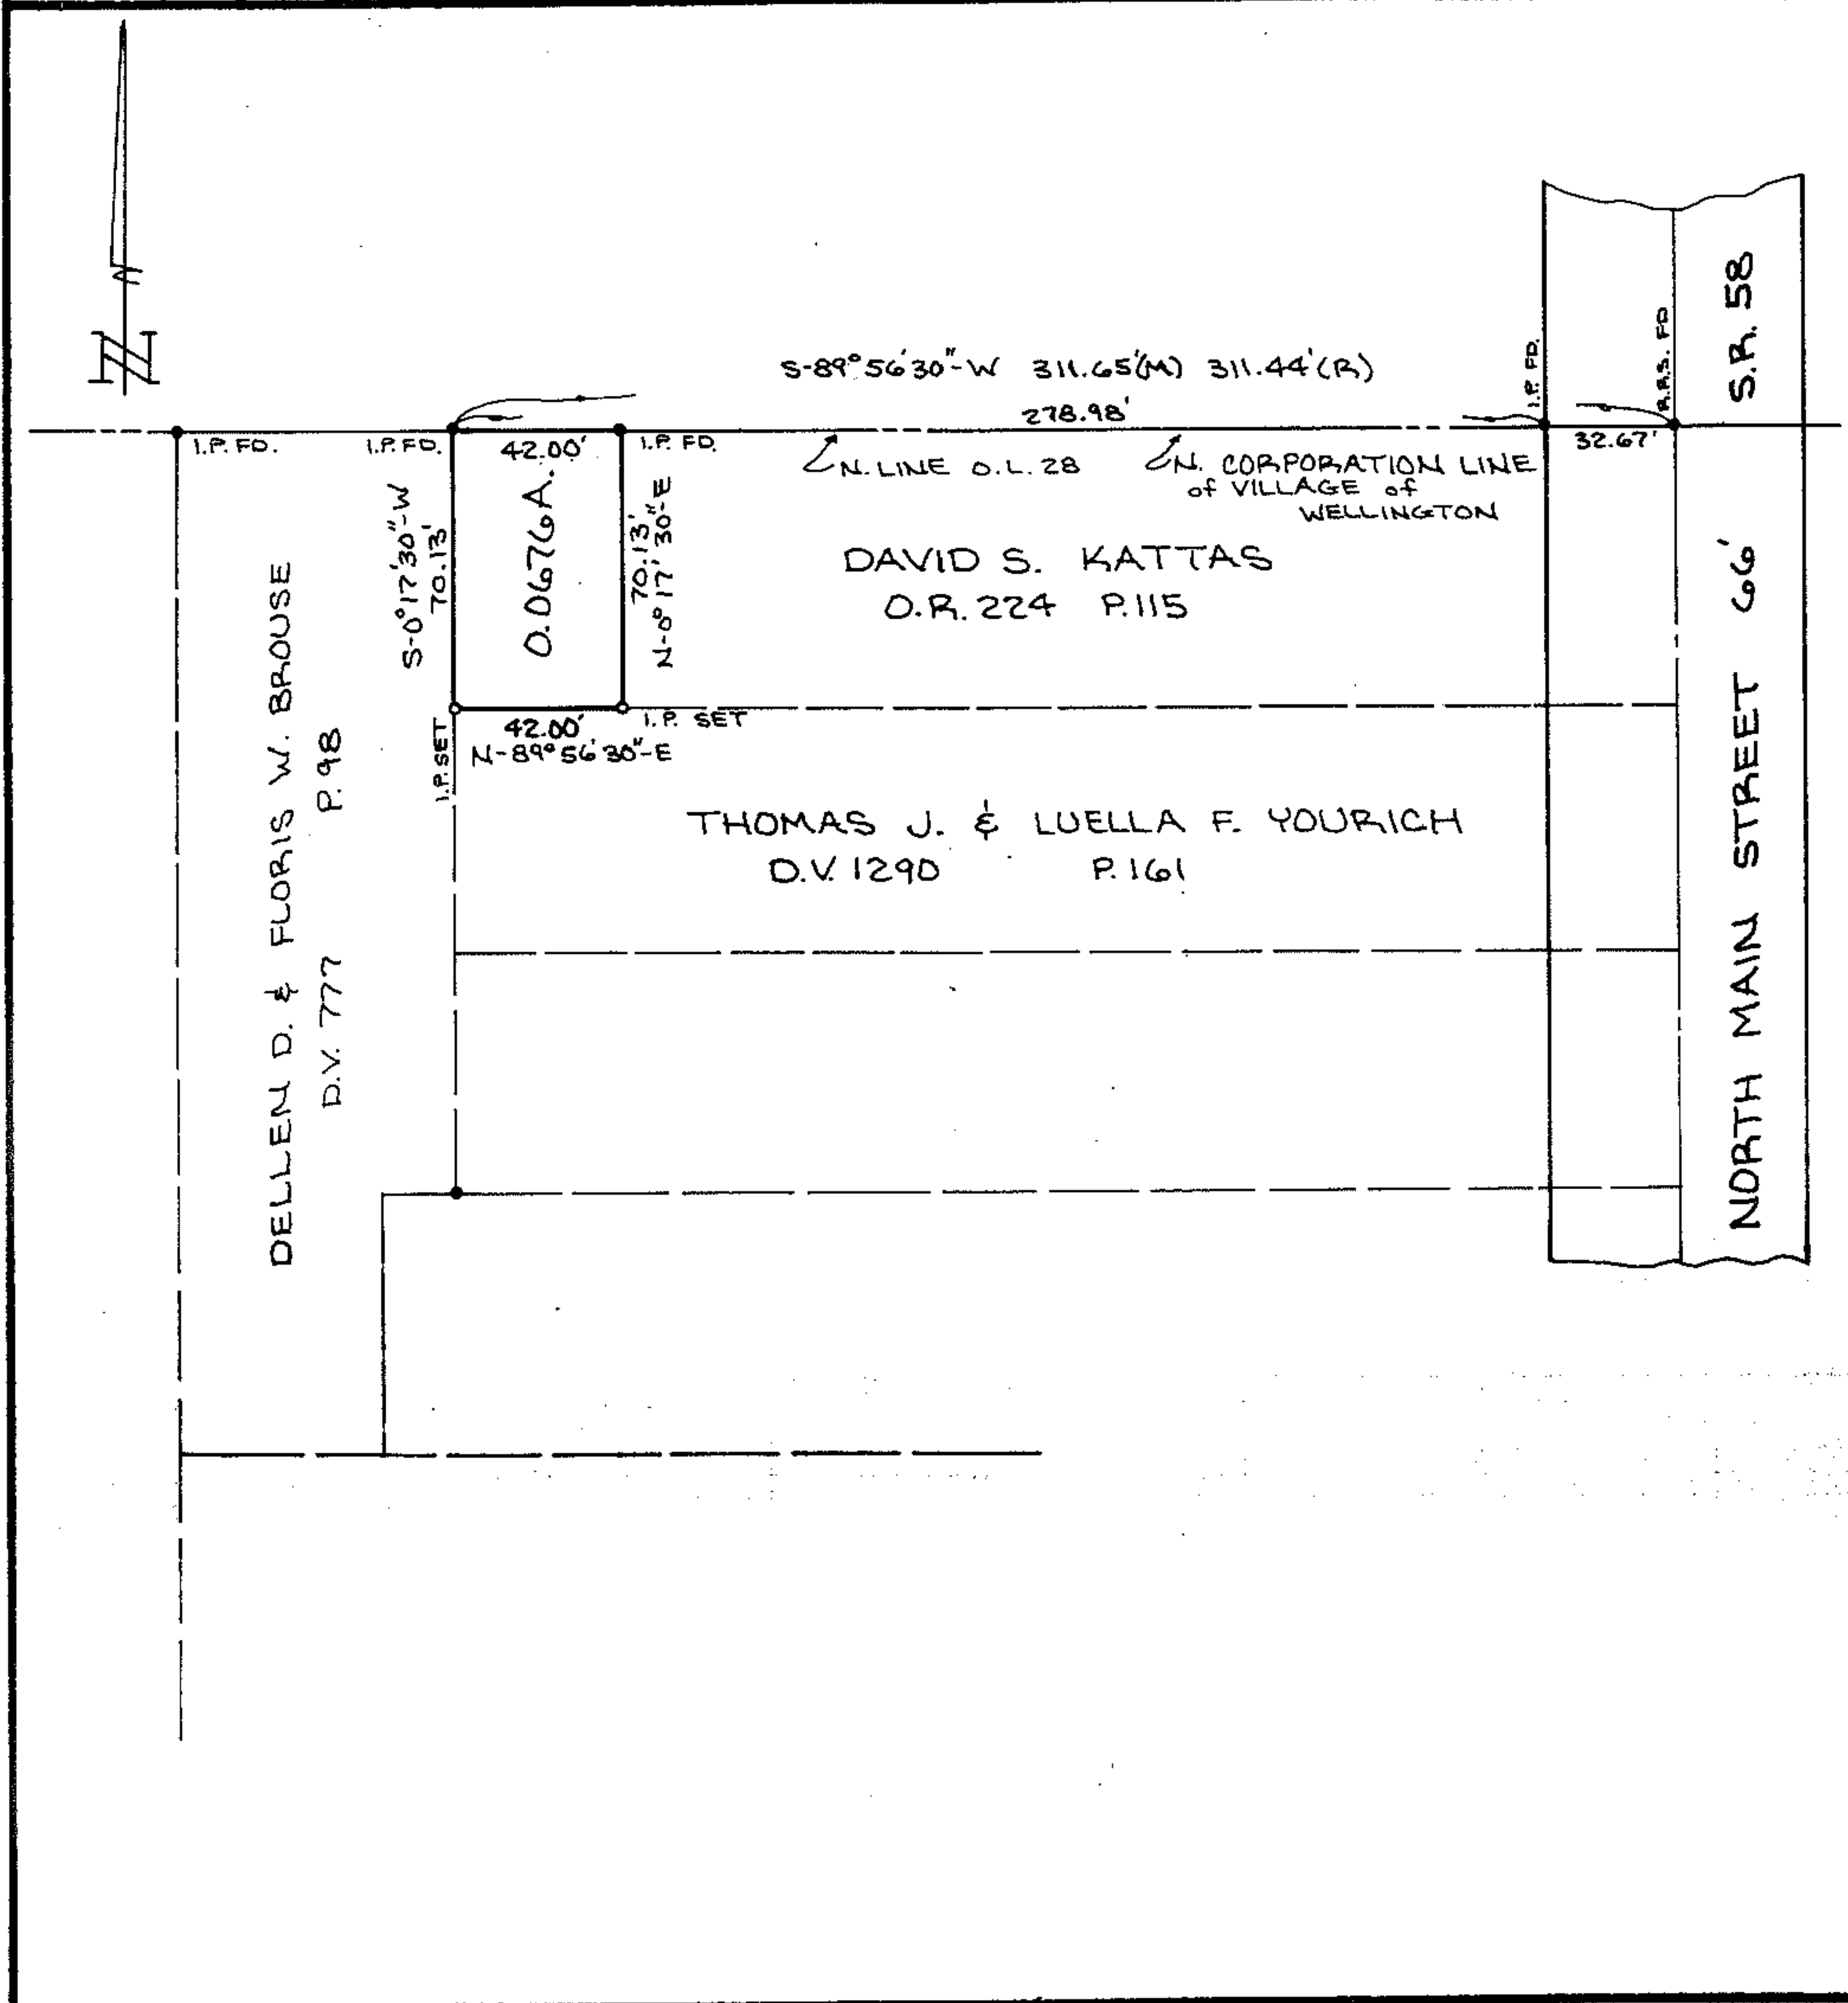 N
S-89°56'30"-W 311.65'(M) 311.44'(R)
278.98'
I.P. FD.
R.R.S. FD
S.R. 58
I.P. FD.
I.P. FD.
42.00'
I.P. FD.
N. LINE O.L. 28
N. CORPORATION LINE
of VILLAGE of
WELLINGTON
32.67'
S-0°17'30"-W
70.13'
0.0676 A.
70.13'
N-0°17'30"-E
DAVID S. KATTAS
O.R. 224 P.115
I.P. SET
42.00'
N-89°56'30"-E
I.P. SET
THOMAS J. & LUELLA F. YOURICH
D.V. 1290 P. 161
DELLEN D. & FLORIS W. BROUSE
D.V. 777 P. 98
NORTH MAIN STREET 66'